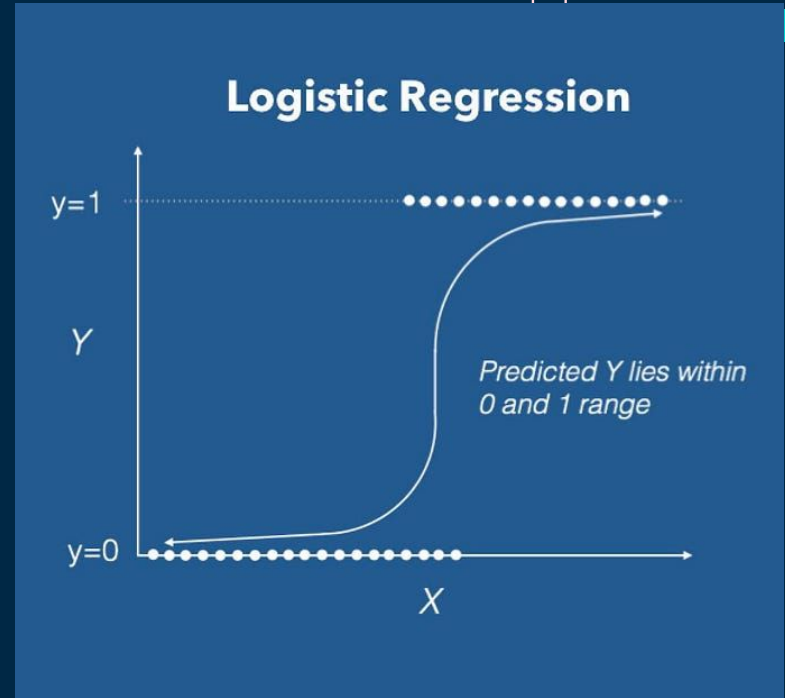 Logistic Regression
y=1
Y
Predicted Y lies within
0 and 1 range
y=0
X